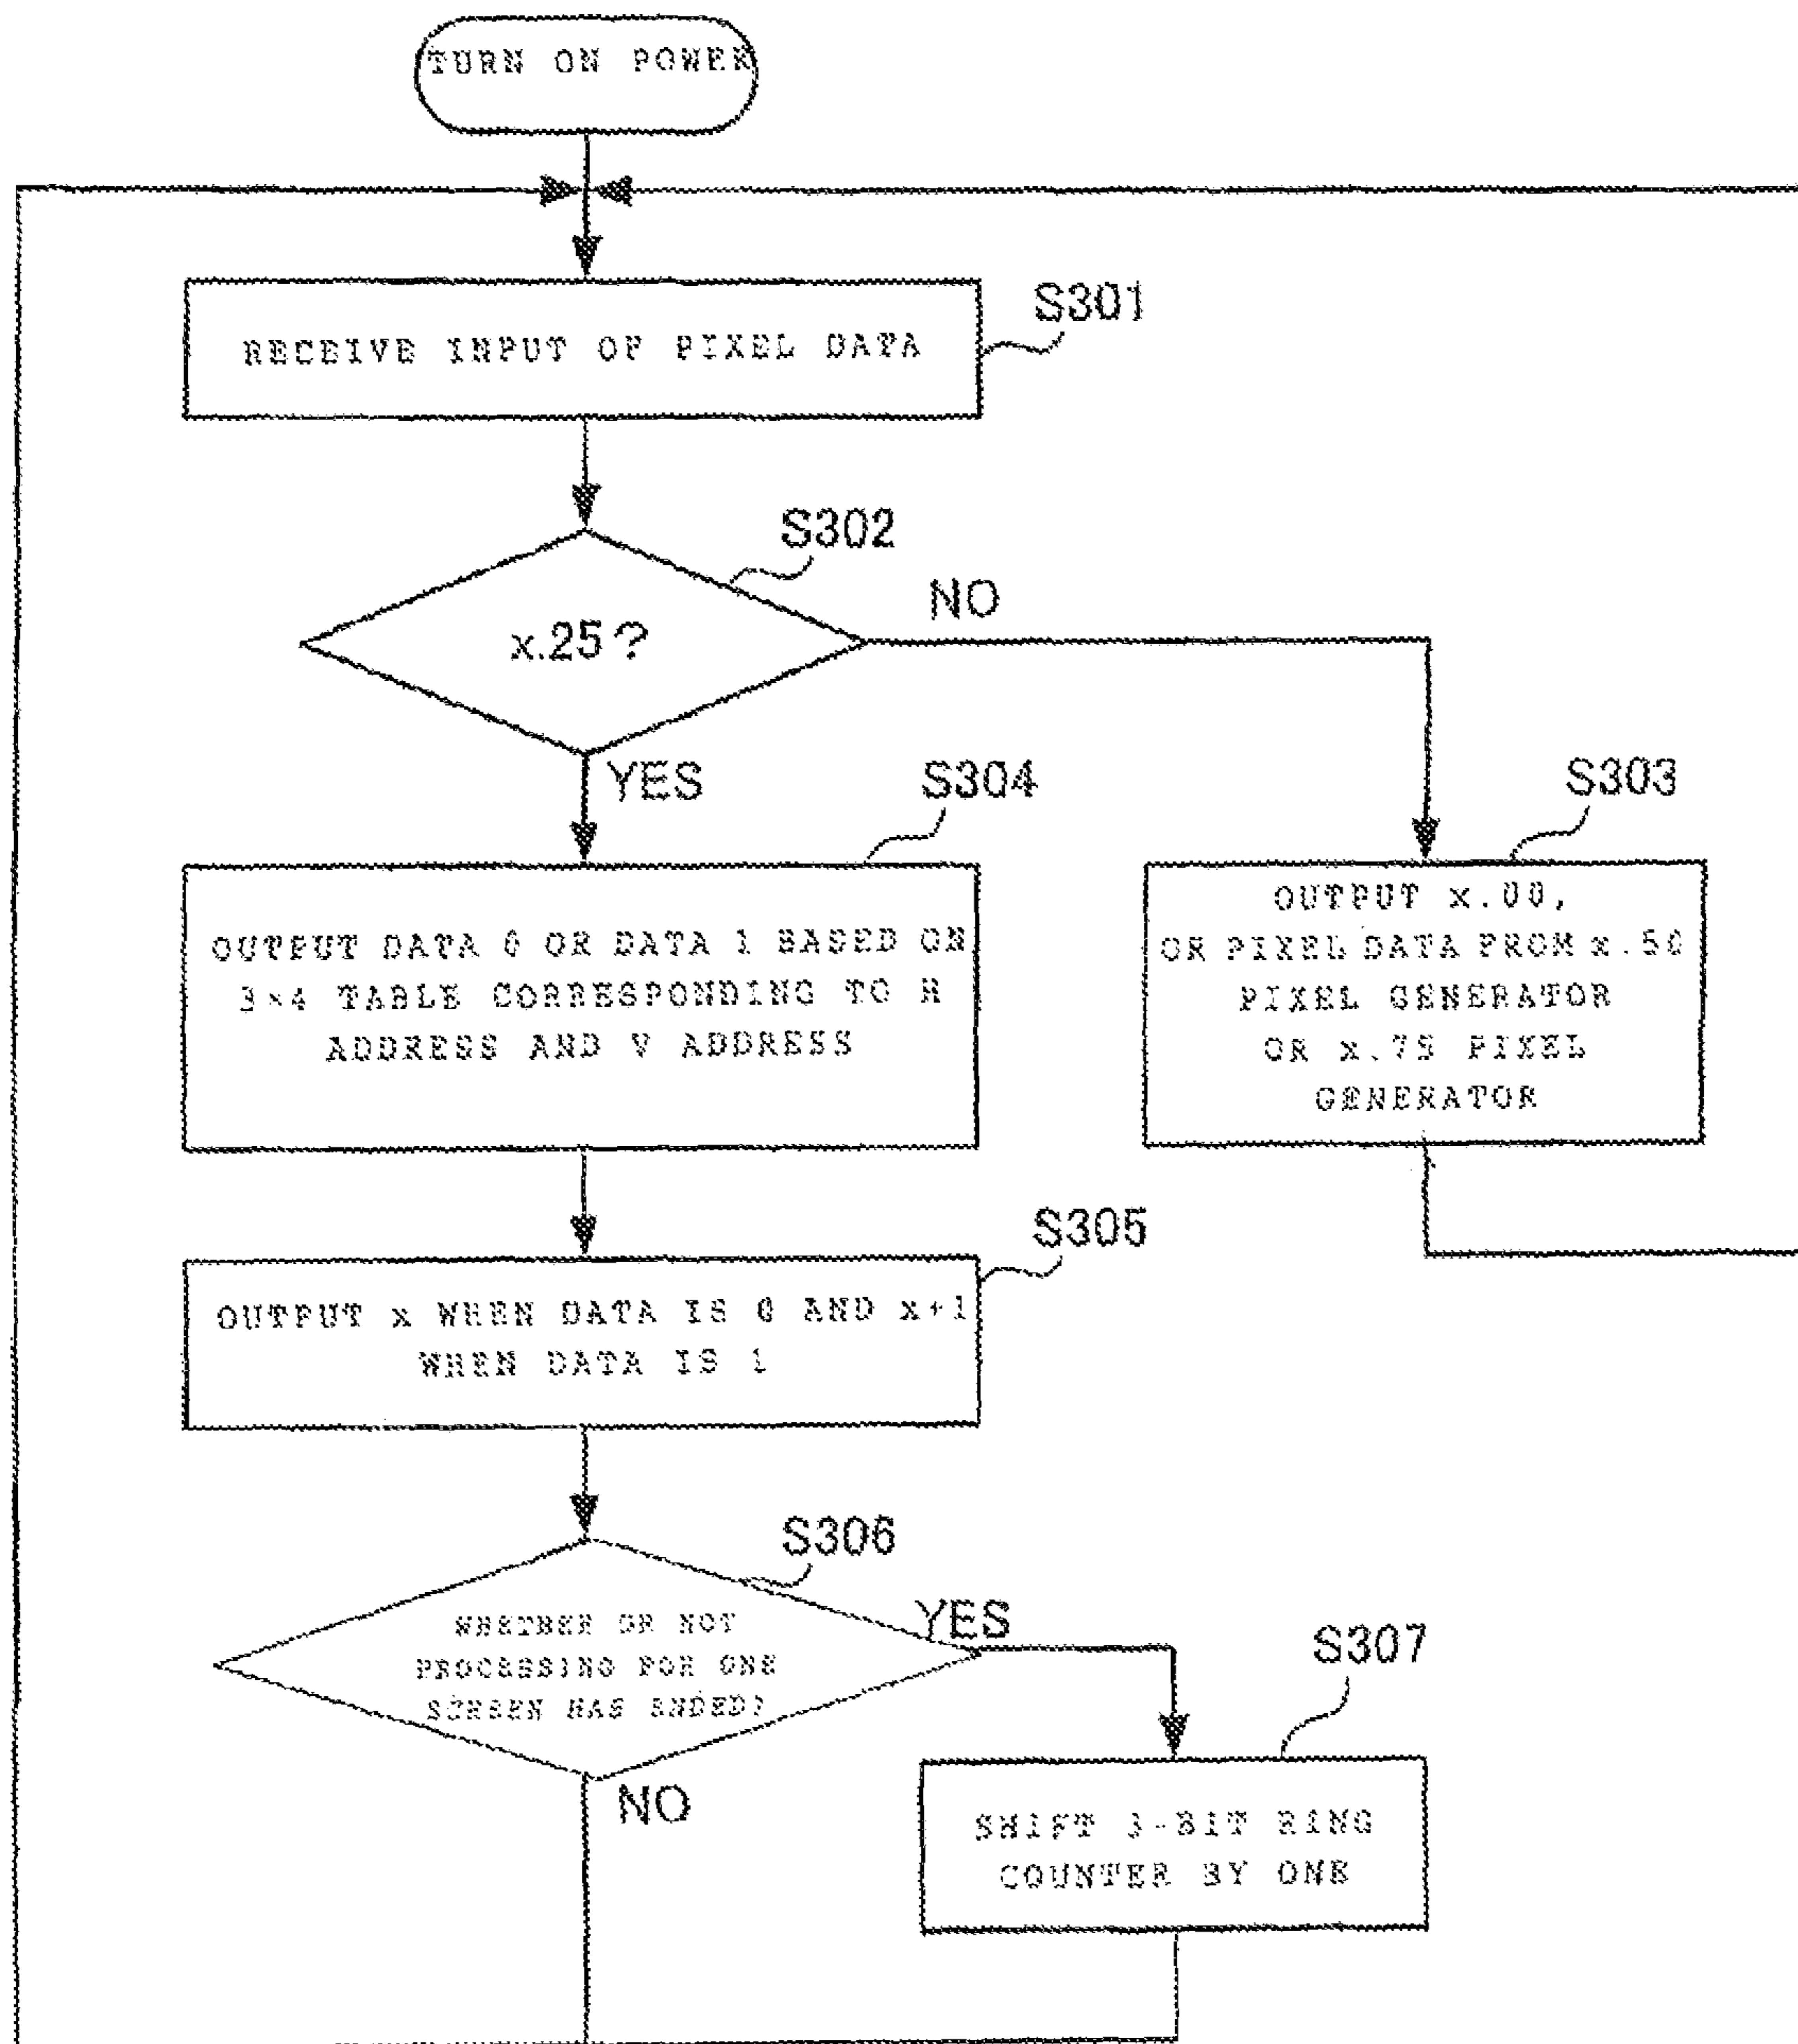 TURN ON POWER
S301
RECEIVE INPUT OF PIXEL DATA
S302
x.25?
NO
YES
S304
S303
OUTPUT DATA 0 OR DATA 1 BASED ON
3×4 TABLE CORRESPONDING TO H
ADDRESS AND V ADDRESS
OUTPUT x.00,
OR PIXEL DATA FROM x.50
PIXEL GENERATOR
OR x.75 PIXEL
GENERATOR
S305
OUTPUT x WHEN DATA IS 0 AND x+1
WHEN DATA IS 1
S306
WHETHER OR NOT
PROCESSING FOR ONE
SCREEN HAS ENDED?
YES
S307
NO
SHIFT 3-BIT RING
COUNTER BY ONE